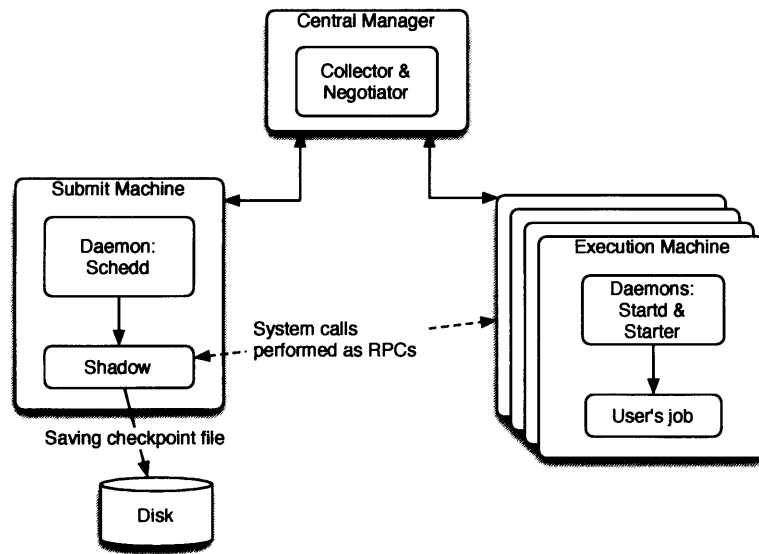 Central Manager
Collector &
Negotiator
Submit Machine
Daemon:
Schedd
Shadow
Saving checkpoint file
Disk
System calls
performed as RPCs
Execution Machine
Daemons:
Startd &
Starter
User's job